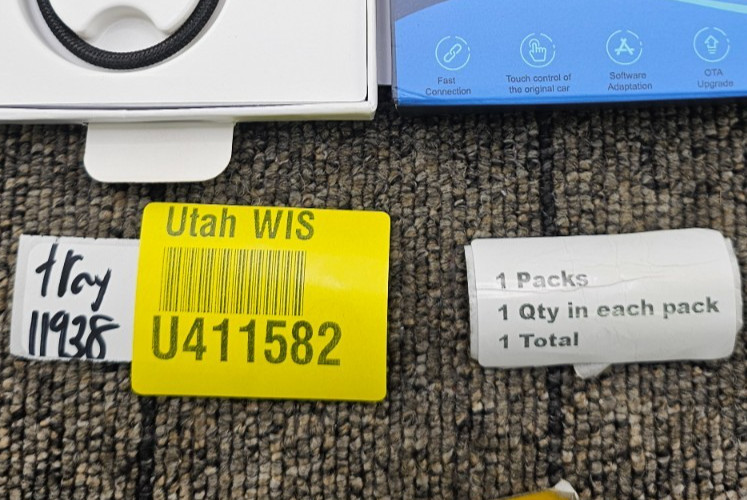 Fast
Connection
Touch control of
the original car
Software
Adaptation
OTA
Upgrade
tray
11938
Utah WIS
U411582
1 Packs
1 Qty in each pack
1 Total